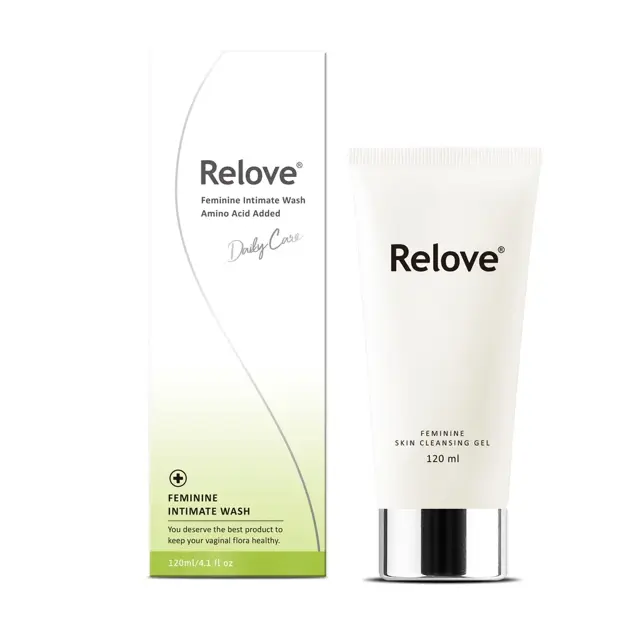 Relove®
Feminine Intimate Wash
Amino Acid Added
Daily Care
FEMININE
INTIMATE WASH
You deserve the best product to
keep your vaginal flora healthy.
120ml/4.1 fl oz
Relove®
FEMININE
SKIN CLEANSING GEL
120 ml